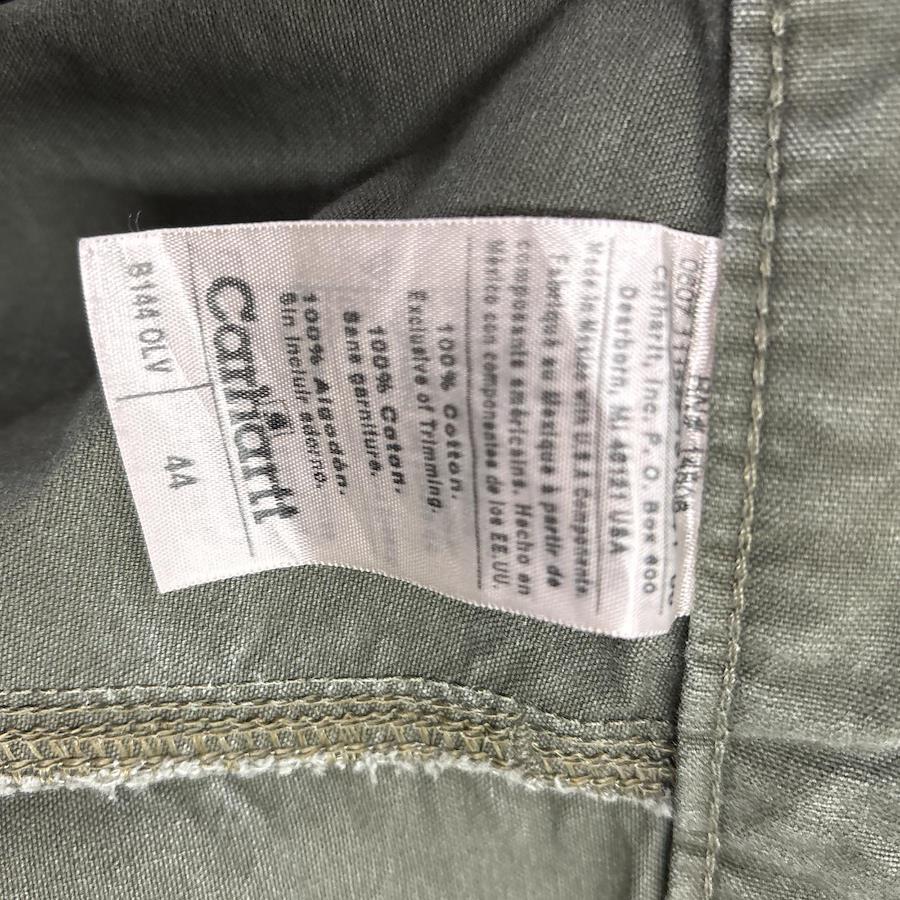 RN# 14806
Carhartt, Inc. P. O. Box 600
Dearborn, MI 48121 USA
Made in Mexico with U.S.A Components.
Fabriqué au Mexique à partir de
composants américains. Hecho en
México con componentes de los EE.UU.
100% Cotton.
Exclusive of Trimming.
100% Coton.
Sans garniture.
100% Algodón.
Sin incluir adorno.
Carhartt
B144 OLV 44